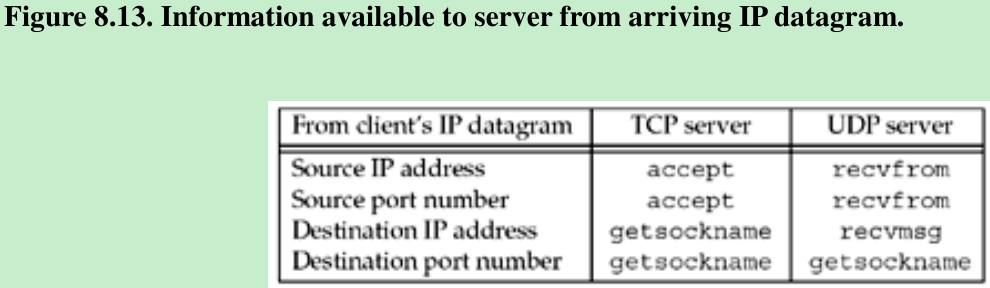 Figure 8.13. Information available to server from arriving IP datagram.
From client's IP datagram TCP server UDP server
Source IP address accept recvfrom
Source port number accept recvfrom
Destination IP address getsockname recvmsg
Destination port number getsockname getsockname